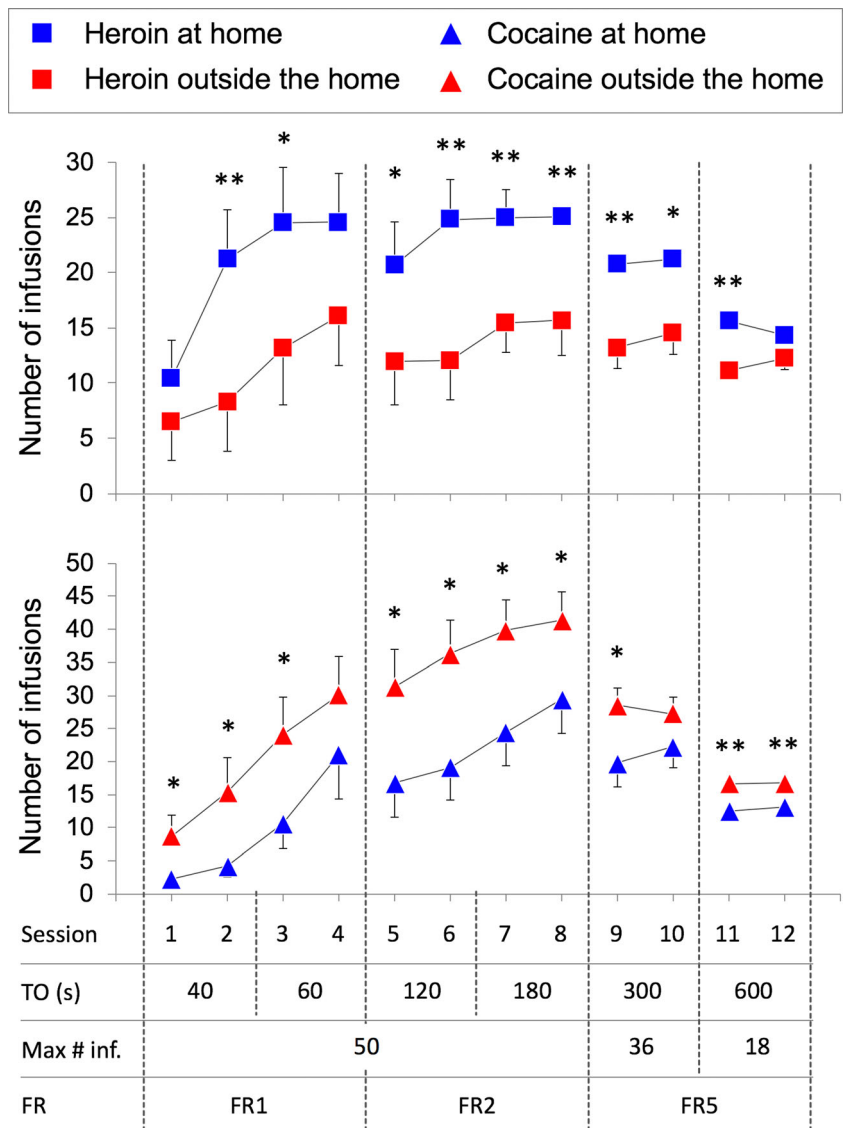 Heroin at home Cocaine at home
Heroin outside the home Cocaine outside the home
* ** * * ** ** ** ** * **
30
25
20
15
10
5
0
Number of infusions
* * * * * * * * ** **
50
45
40
35
30
25
20
15
10
5
0
Number of infusions
Session 1 2 3 4 5 6 7 8 9 10 11 12
TO (s) 40 60 120 180 300 600
Max # inf. 50 36 18
FR FR1 FR2 FR5